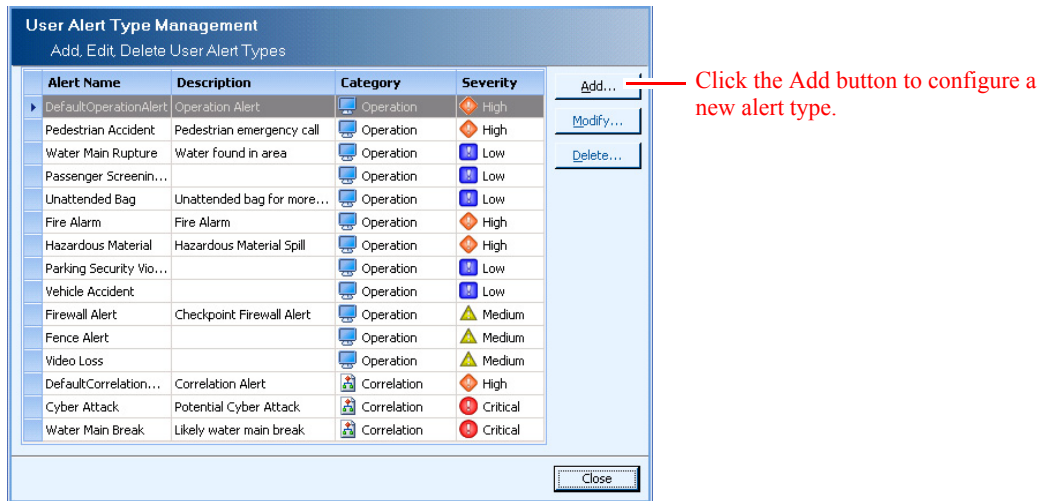 User Alert Type Management
Add, Edit, Delete User Alert Types
Alert Name Description Category Severity
DefaultOperationAlert Operation Alert Operation High
Pedestrian Accident Pedestrian emergency call Operation High
Water Main Rupture Water found in area Operation Low
Passenger Screenin... Operation Low
Unattended Bag Unattended bag for more... Operation Low
Fire Alarm Fire Alarm Operation High
Hazardous Material Hazardous Material Spill Operation High
Parking Security Vio... Operation Low
Vehicle Accident Operation Low
Firewall Alert Checkpoint Firewall Alert Operation Medium
Fence Alert Operation Medium
Video Loss Operation Medium
DefaultCorrelation... Correlation Alert Correlation High
Cyber Attack Potential Cyber Attack Correlation Critical
Water Main Break Likely water main break Correlation Critical
Add...
Modify...
Delete...
Close
Click the Add button to configure a
new alert type.